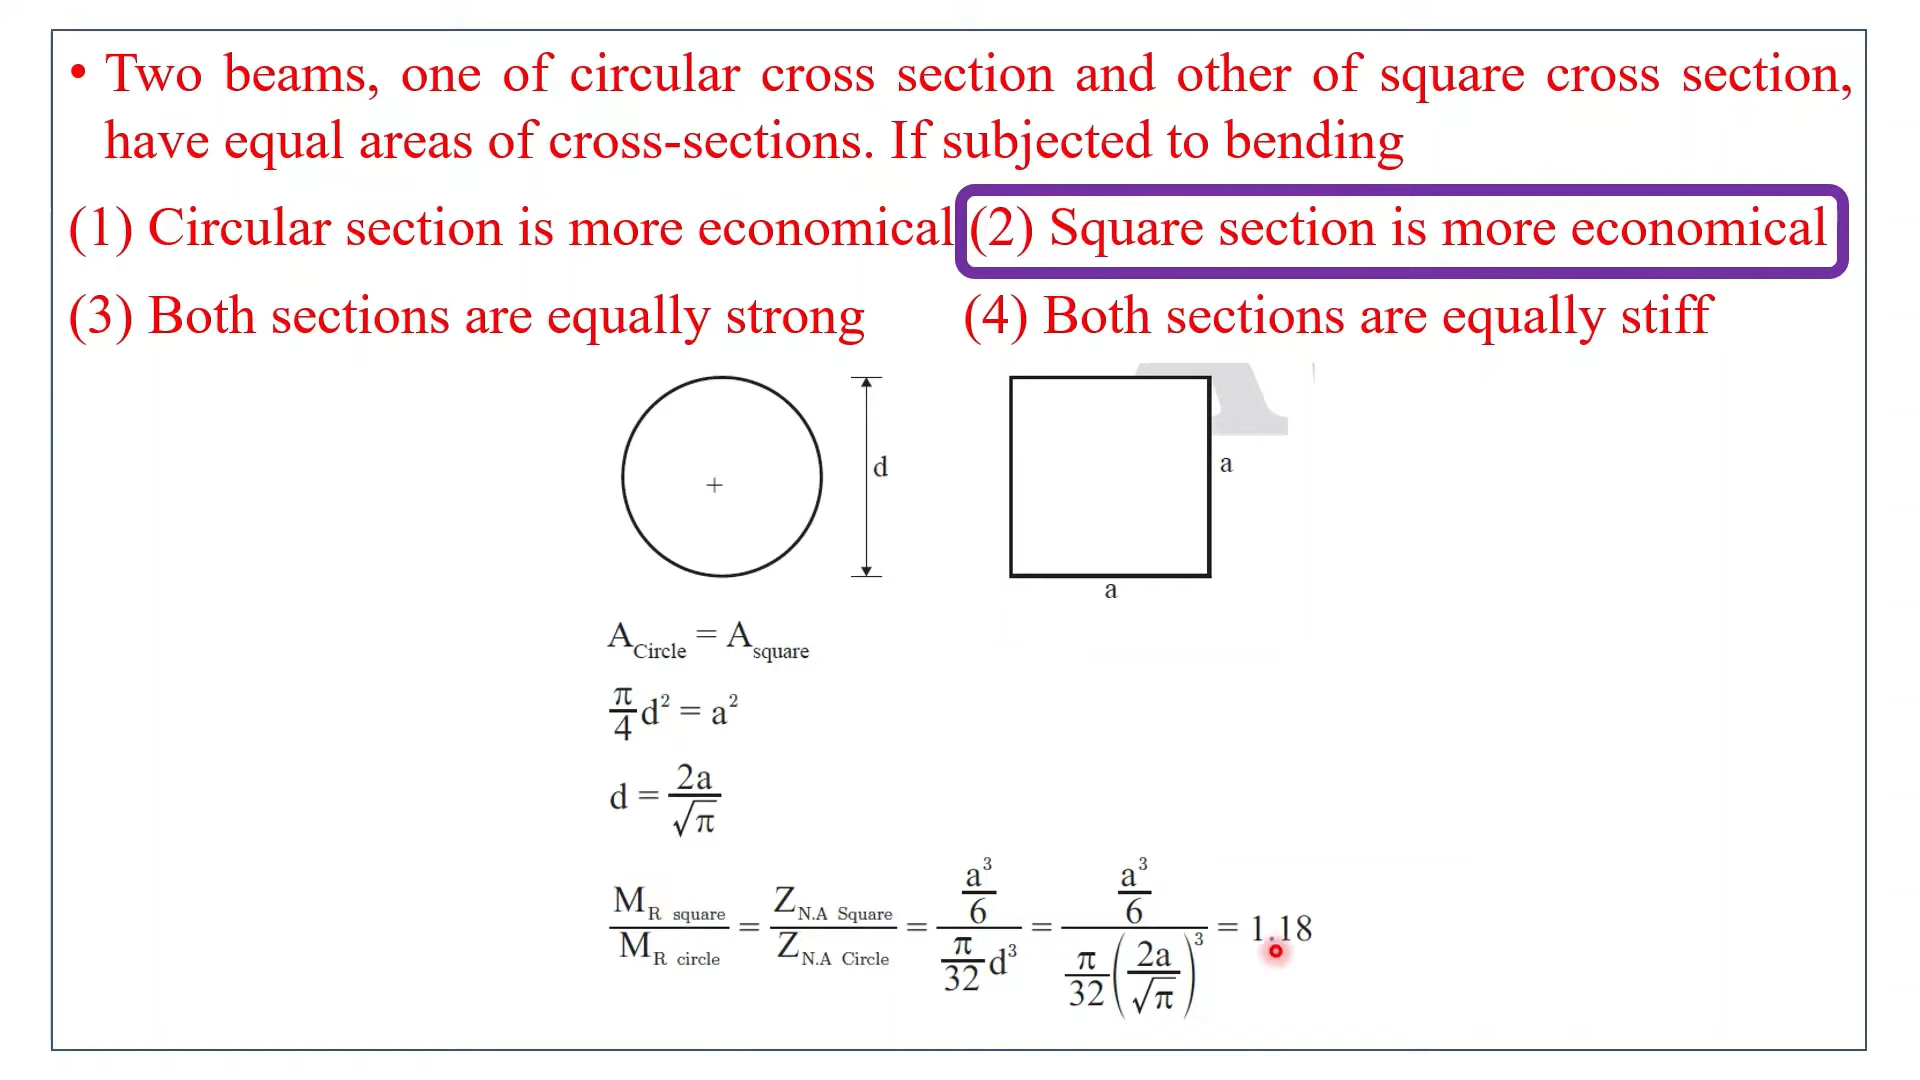 • Two beams, one of circular cross section and other of square cross section,
have equal areas of cross-sections. If subjected to bending
(1) Circular section is more economical (2) Square section is more economical
(3) Both sections are equally strong (4) Both sections are equally stiff
d
a
a
A_Circle = A_square
π/4 d² = a²
d = 2a/√π
M_R square / M_R circle = Z_N.A Square / Z_N.A Circle = (a³/6) / (π/32 d³) = (a³/6) / (π/32 (2a/√π)³) = 1.18